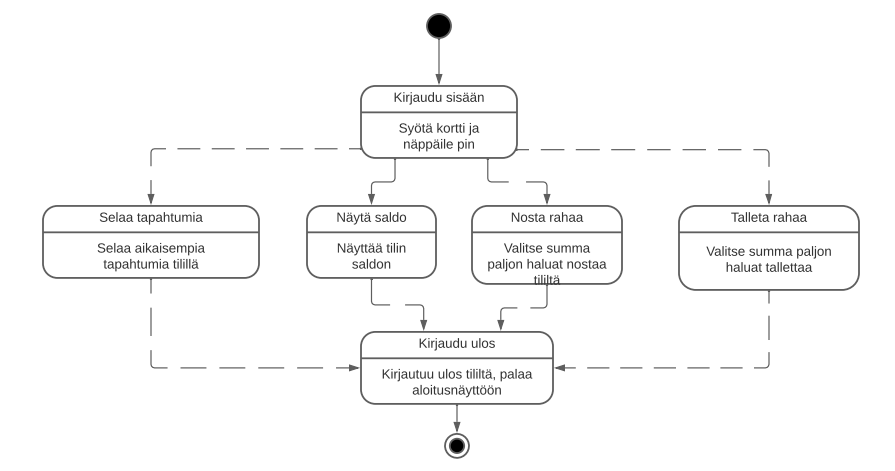 Kirjaudu sisään
Syötä kortti ja
näppäile pin
Selaa tapahtumia
Selaa aikaisempia
tapahtumia tilillä
Näytä saldo
Näyttää tilin
saldon
Nosta rahaa
Valitse summa
paljon haluat nostaa
tililtä
Talleta rahaa
Valitse summa paljon
haluat tallettaa
Kirjaudu ulos
Kirjautuu ulos tililtä, palaa
aloitusnäyttöön